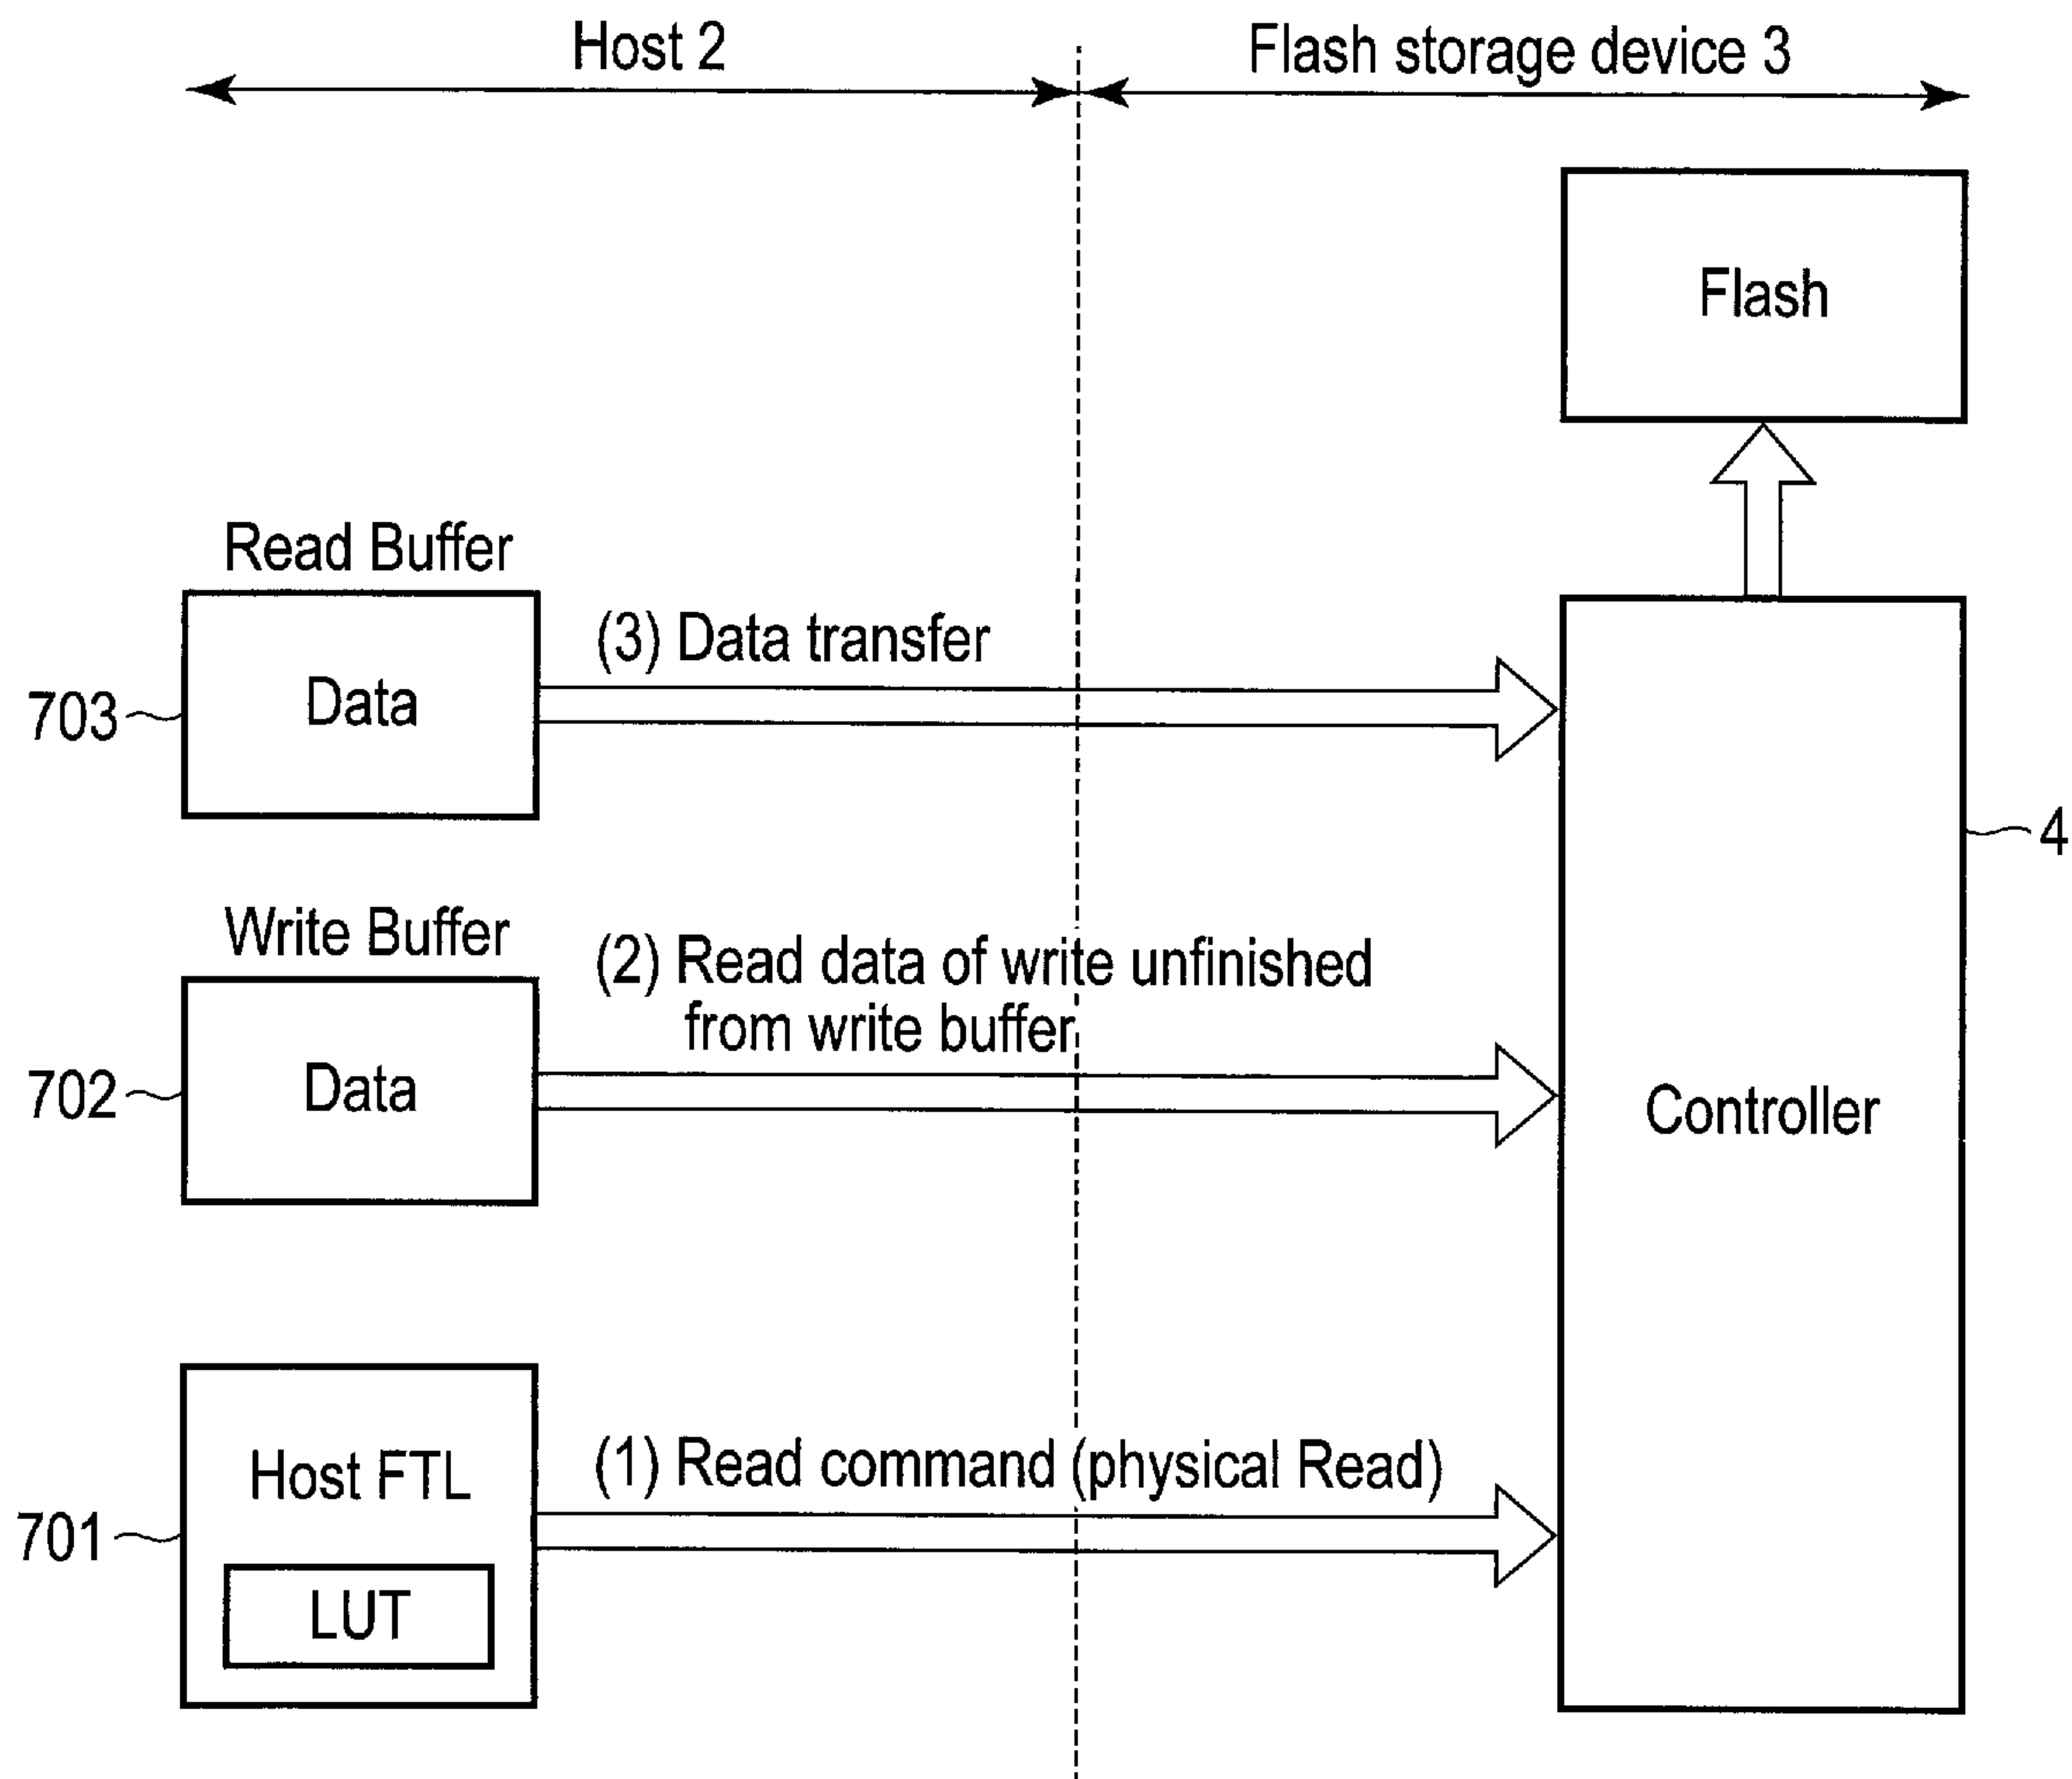 Host 2
Flash storage device 3
Flash
Read Buffer
(3) Data transfer
Data
703
4
Write Buffer
(2) Read data of write unfinished
from write buffer
Data
702
Controller
(1) Read command (physical Read)
Host FTL
701
LUT